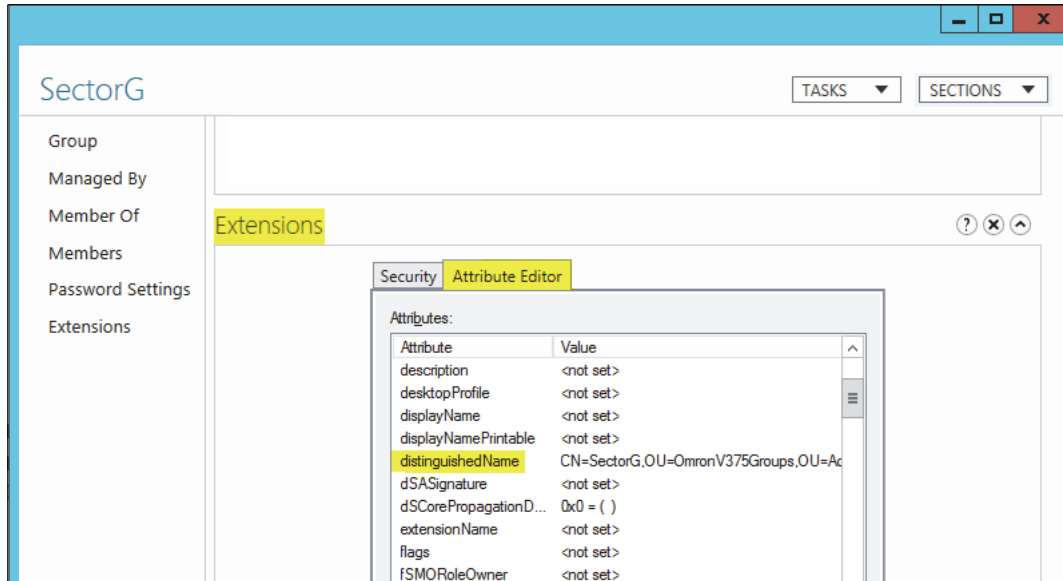 SectorG
TASKS
SECTIONS
Group
Managed By
Member Of
Members
Password Settings
Extensions
Extensions
Security
Attribute Editor
Attributes:
Attribute Value
description <not set>
desktopProfile <not set>
displayName <not set>
displayNamePrintable <not set>
distinguishedName CN=SectorG,OU=OmronV375Groups,OU=Ac
dSASignature <not set>
dSCorePropagationD... 0x0 = ( )
extensionName <not set>
flags <not set>
fSMORoleOwner <not set>